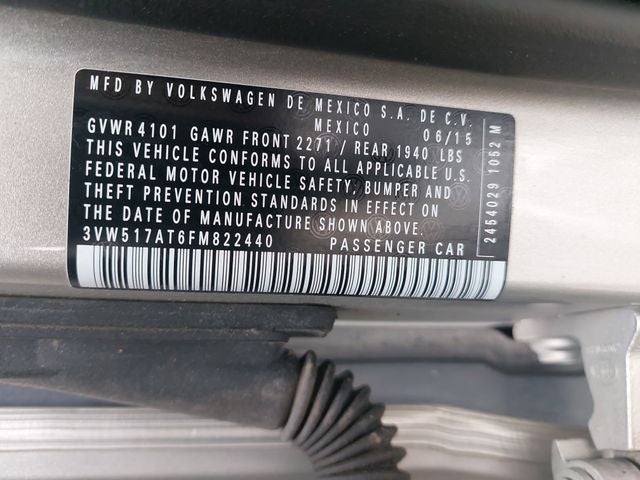 MFD BY VOLKSWAGEN DE MEXICO S.A. DE C.V.
MEXICO 06/15
GVWR 4101 GAWR FRONT 2271 / REAR 1940 LBS
THIS VEHICLE CONFORMS TO ALL APPLICABLE U.S.
FEDERAL MOTOR VEHICLE SAFETY, BUMPER AND
THEFT PREVENTION STANDARDS IN EFFECT ON
THE DATE OF MANUFACTURE SHOWN ABOVE.
3VW517AT6FM822440 PASSENGER CAR
2454029 1052 M